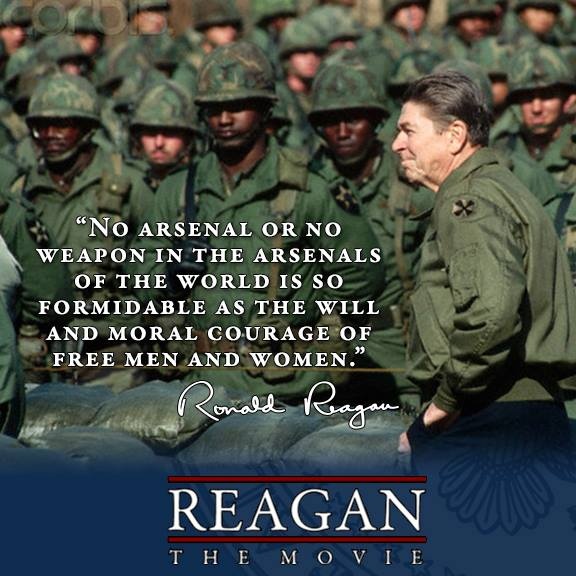 corbis
“No arsenal or no
weapon in the arsenals
of the world is so
formidable as the will
and moral courage of
free men and women.”
Ronald Reagan
REAGAN
THE MOVIE